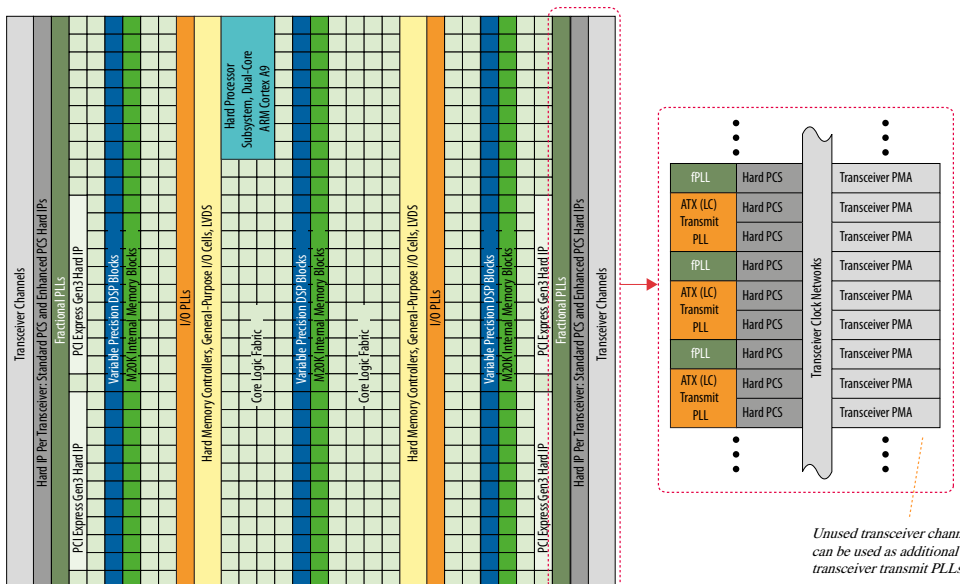 Transceiver Channels
Hard IP Per Transceiver: Standard PCS and Enhanced PCS Hard IPs
Fractional PLLs
PCI Express Gen3 Hard IP
PCI Express Gen3 Hard IP
Variable Precision DSP Blocks
M20K Internal Memory Blocks
I/O PLLs
Hard Memory Controllers, General-Purpose I/O Cells, LVDS
Hard Processor
Subsystem, Dual-Core
ARM Cortex A9
Core Logic Fabric
Variable Precision DSP Blocks
M20K Internal Memory Blocks
Core Logic Fabric
Hard Memory Controllers, General-Purpose I/O Cells, LVDS
I/O PLLs
Variable Precision DSP Blocks
M20K Internal Memory Blocks
PCI Express Gen3 Hard IP
PCI Express Gen3 Hard IP
Fractional PLLs
Hard IP Per Transceiver: Standard PCS and Enhanced PCS Hard IPs
Transceiver Channels
fPLL
ATX (LC)
Transmit
PLL
fPLL
ATX (LC)
Transmit
PLL
fPLL
ATX (LC)
Transmit
PLL
Hard PCS
Hard PCS
Hard PCS
Hard PCS
Hard PCS
Hard PCS
Hard PCS
Hard PCS
Hard PCS
Transceiver Clock Networks
Transceiver PMA
Transceiver PMA
Transceiver PMA
Transceiver PMA
Transceiver PMA
Transceiver PMA
Transceiver PMA
Transceiver PMA
Transceiver PMA
Unused transceiver chann
can be used as additional
transceiver transmit PLLs